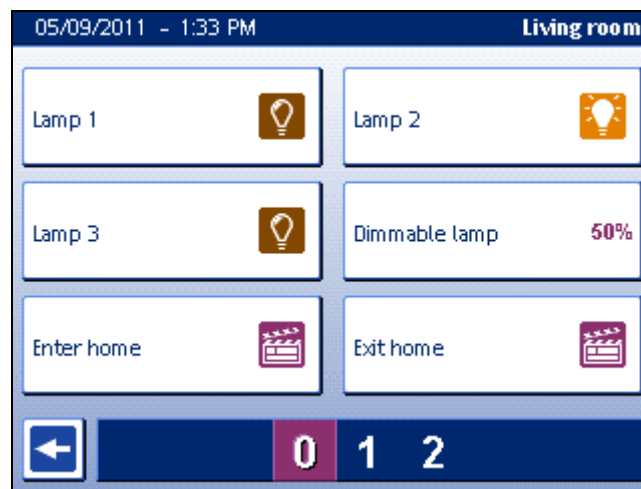 05/09/2011 - 1:33 PM Living room
Lamp 1 Lamp 2
Lamp 3 Dimmable lamp 50%
Enter home Exit home
0 1 2